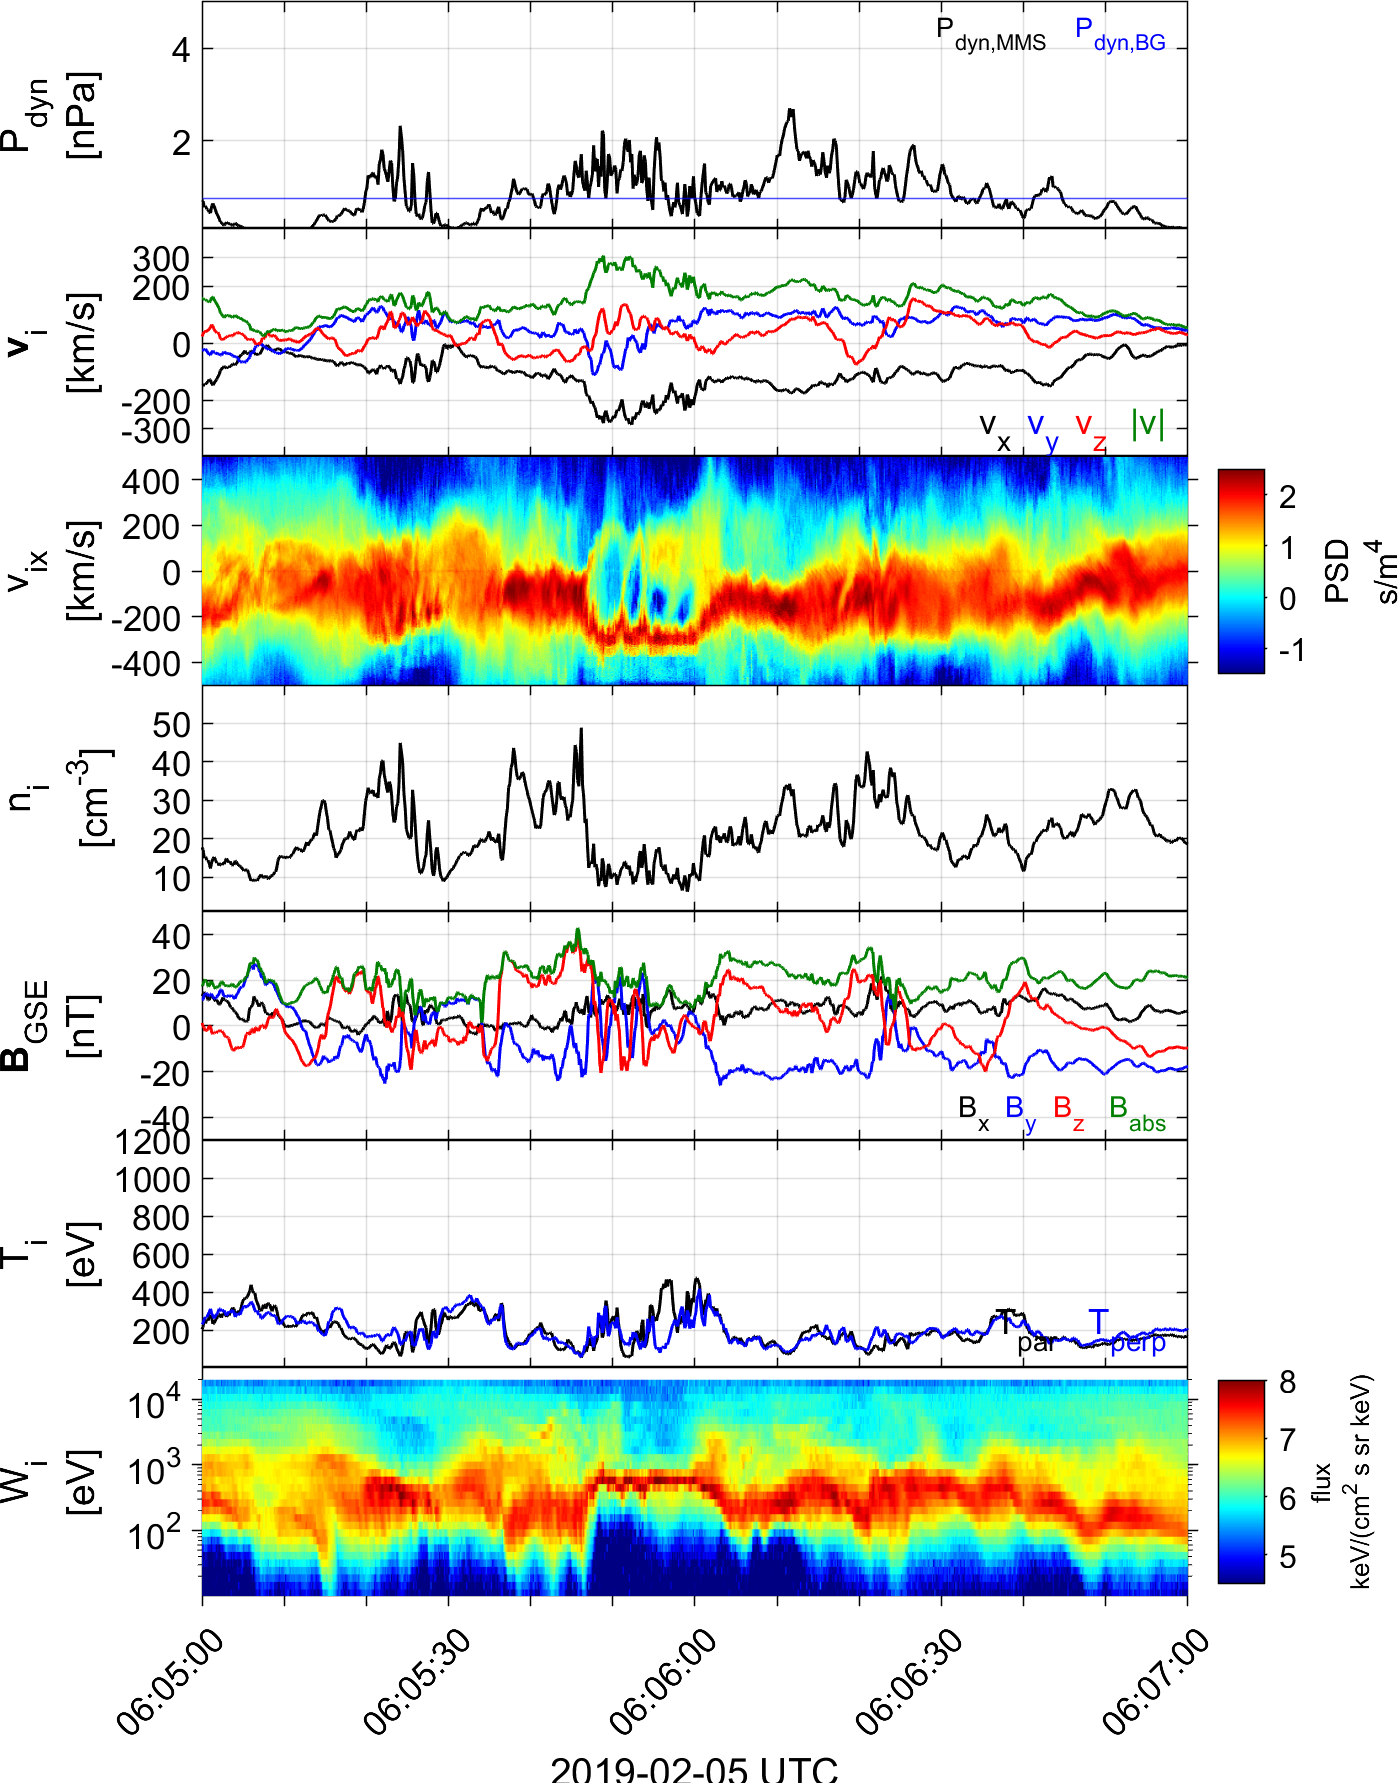 P_dyn [nPa]
4
2
P_dyn,MMS P_dyn,BG
v_i [km/s]
300
200
0
-200
-300
v_x v_y v_z |v|
v_ix [km/s]
400
200
0
-200
-400
2
1
0
-1
PSD
s/m^4
n_i [cm^-3]
50
40
30
20
10
B_GSE [nT]
40
20
0
-20
-40
B_x B_y B_z B_abs
T_i [eV]
1200
1000
800
600
400
200
T_par T_perp
W_i [eV]
10^4
10^3
10^2
8
7
6
5
flux
keV/(cm^2 s sr keV)
06:05:00 06:05:30 06:06:00 06:06:30 06:07:00
2019-02-05 UTC